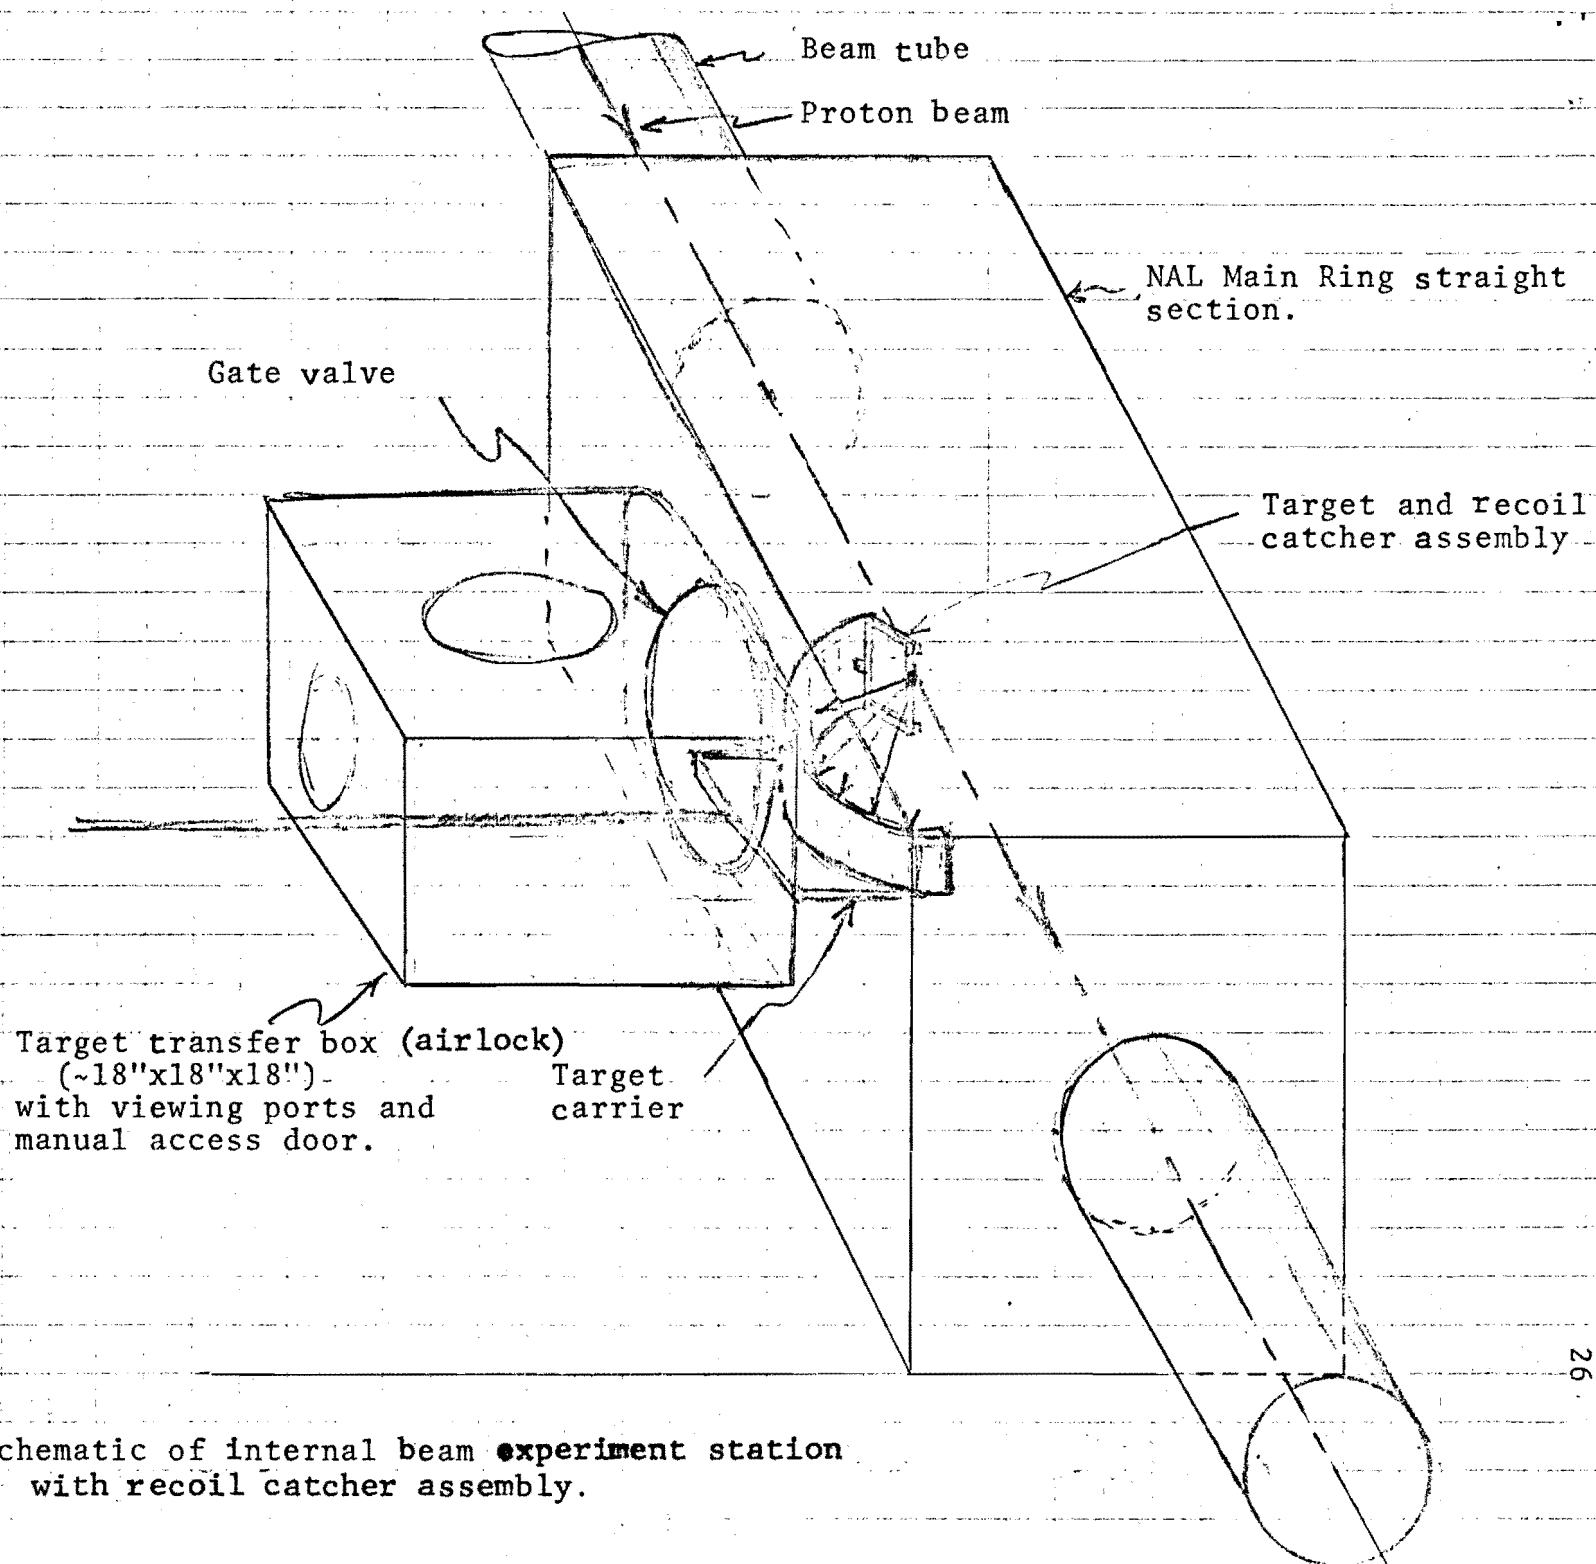 Beam tube
Proton beam
NAL Main Ring straight
section.
Gate valve
Target and recoil
catcher assembly
Target transfer box (airlock)
(~18"x18"x18")
with viewing ports and
manual access door.
Target
carrier
26
chematic of internal beam experiment station
with recoil catcher assembly.